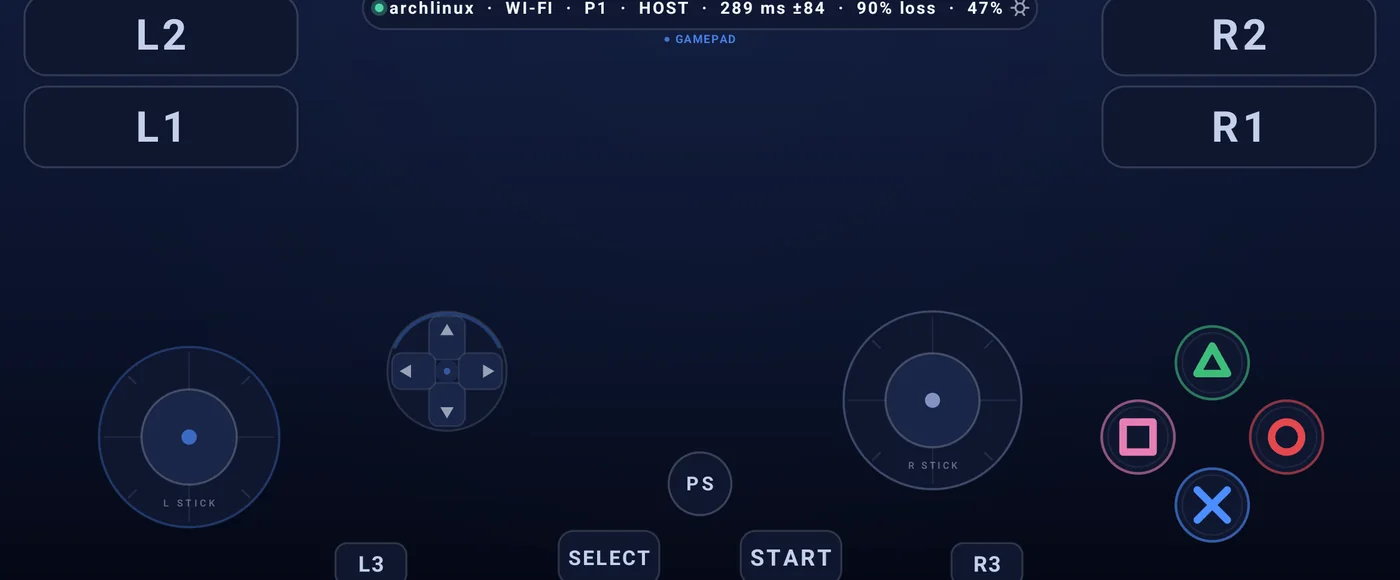 archlinux · WI-FI · P1 · HOST · 289 ms ±84 · 90% loss · 47%
L2
R2
• GAMEPAD
L1
R1
R STICK
PS
L STICK
SELECT
START
L3
R3